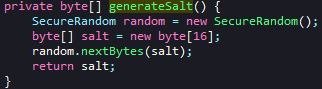 private byte[] generateSalt() {
    SecureRandom random = new SecureRandom();
    byte[] salt = new byte[16];
    random.nextBytes(salt);
    return salt;
}